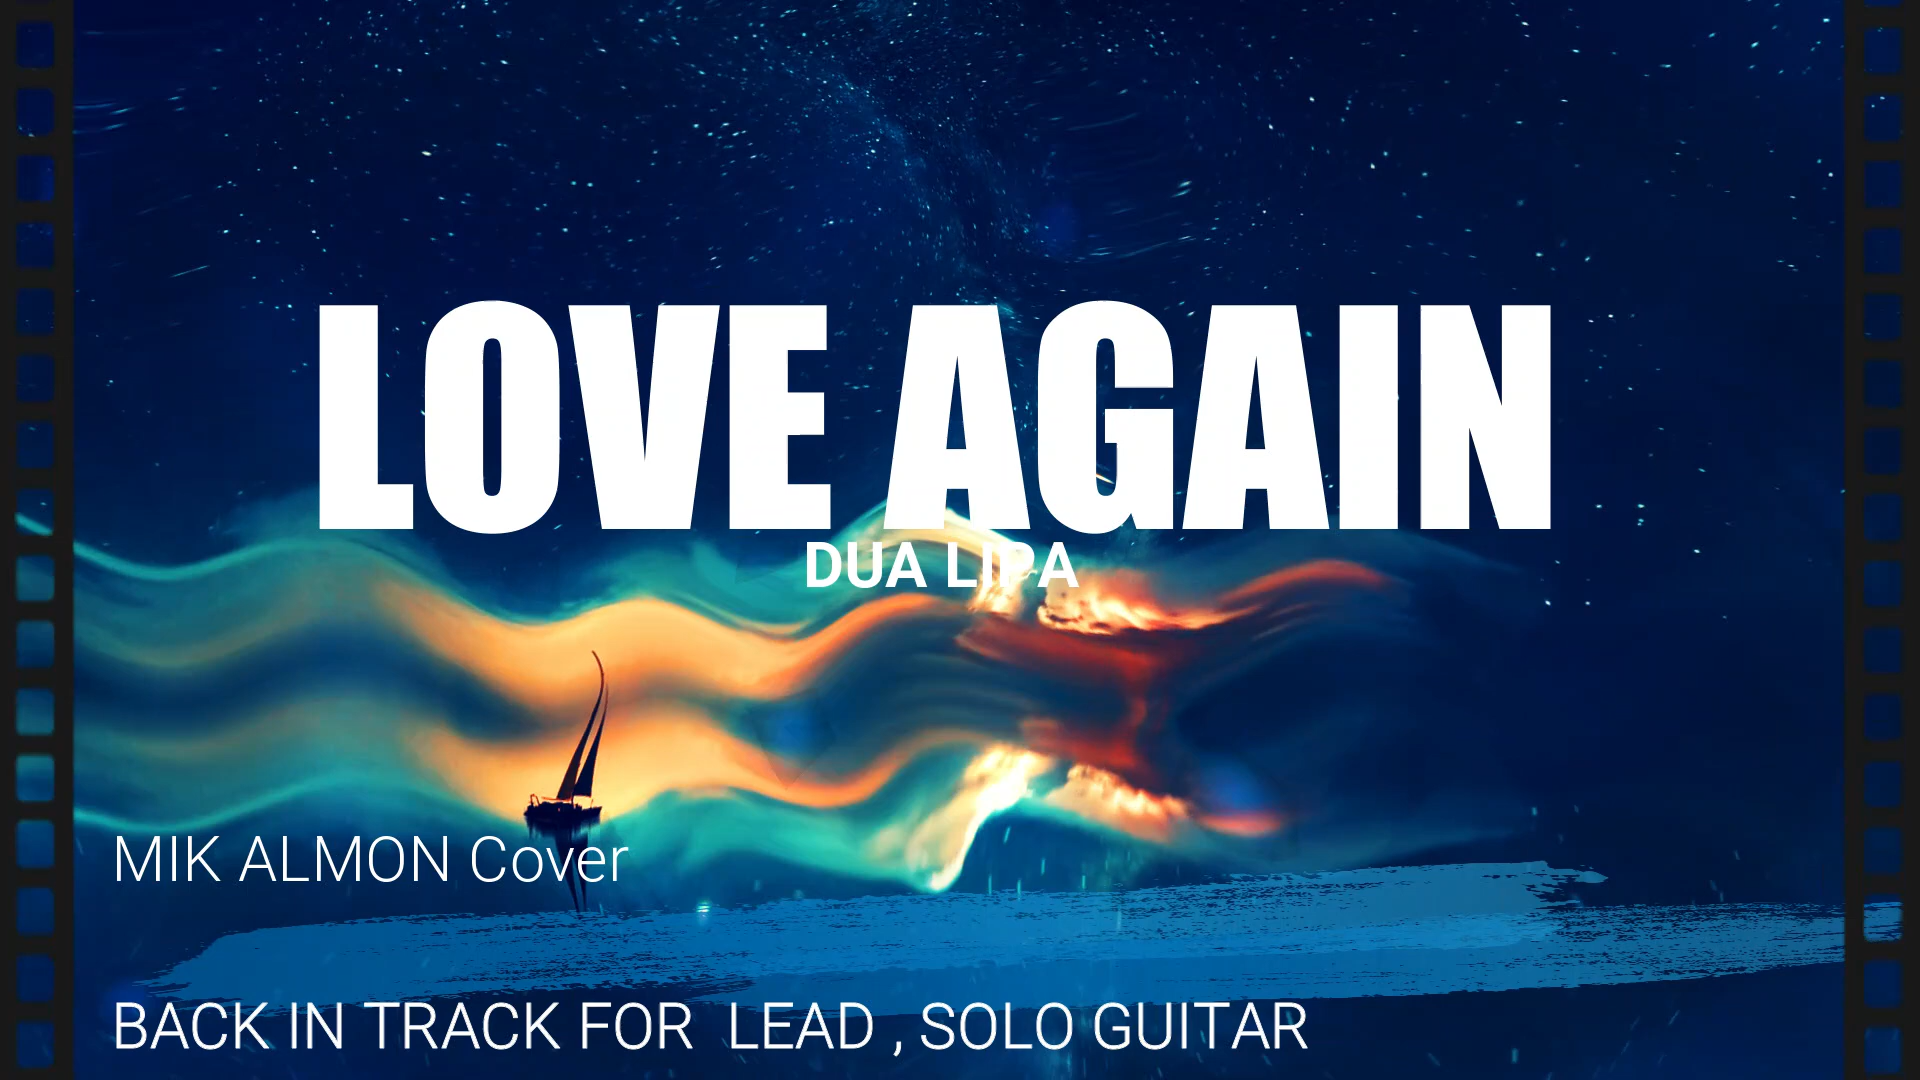 LOVE AGAIN
DUA LIPA
MIK ALMON Cover
BACK IN TRACK FOR  LEAD , SOLO GUITAR